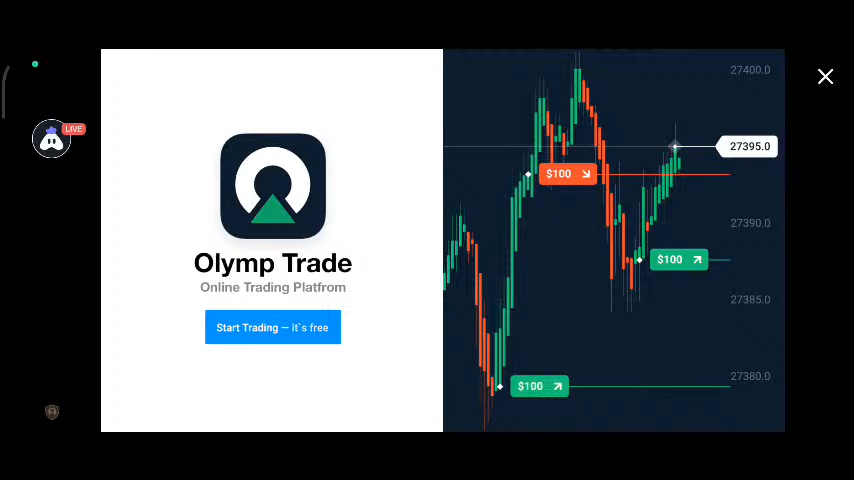 LIVE
Olymp Trade
Online Trading Platfrom
Start Trading — it`s free
27400.0
27395.0
$100
27390.0
$100
27385.0
27380.0
$100